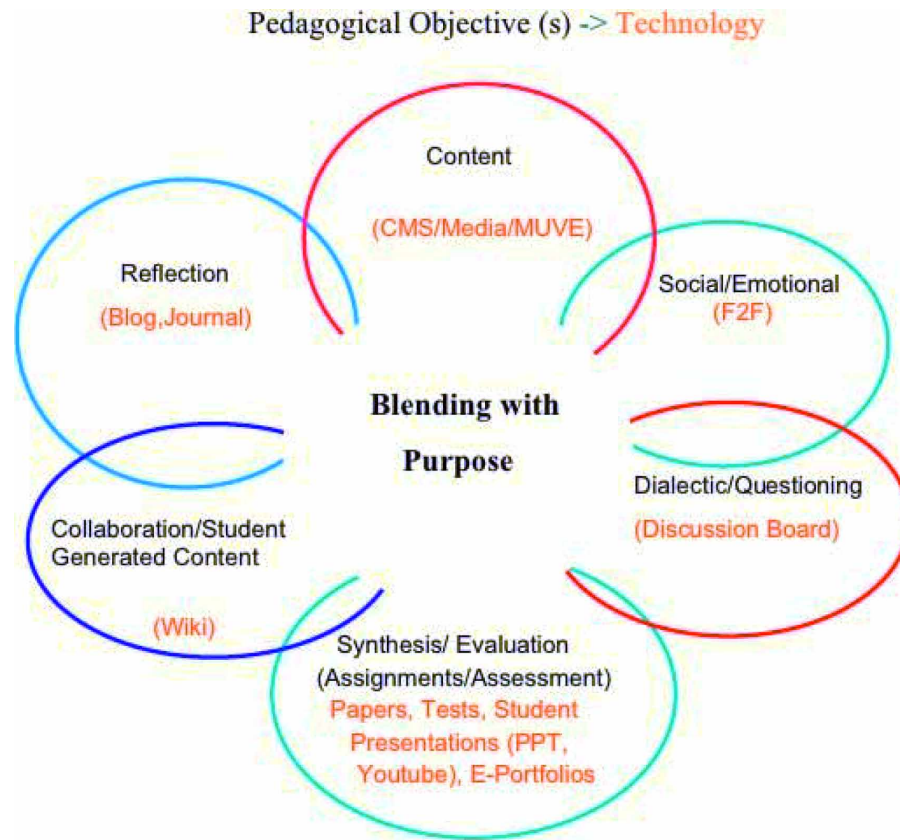 Pedagogical Objective (s) -> Technology
Content
(CMS/Media/MUVE)
Reflection
(Blog,Journal)
Social/Emotional
(F2F)
Blending with
Purpose
Dialectic/Questioning
(Discussion Board)
Collaboration/Student
Generated Content
(Wiki)
Synthesis/ Evaluation
(Assignments/Assessment)
Papers, Tests, Student
Presentations (PPT,
Youtube), E-Portfolios